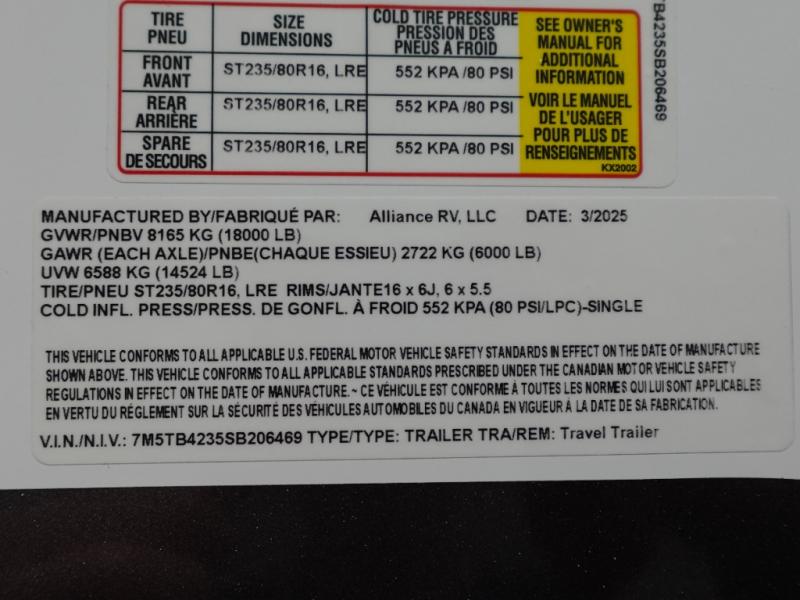 TIRE PNEU
SIZE DIMENSIONS
COLD TIRE PRESSURE PRESSION DES PNEUS À FROID
SEE OWNER'S
MANUAL FOR
ADDITIONAL
INFORMATION
VOIR LE MANUEL
DE L'USAGER
POUR PLUS DE
RENSEIGNEMENTS
KX2002
FRONT AVANT ST235/80R16, LRE 552 KPA /80 PSI
REAR ARRIÈRE ST235/80R16, LRE 552 KPA /80 PSI
SPARE DE SECOURS ST235/80R16, LRE 552 KPA /80 PSI
TB4235SB206469
MANUFACTURED BY/FABRIQUÉ PAR: Alliance RV, LLC DATE: 3/2025
GVWR/PNBV 8165 KG (18000 LB)
GAWR (EACH AXLE)/PNBE(CHAQUE ESSIEU) 2722 KG (6000 LB)
UVW 6588 KG (14524 LB)
TIRE/PNEU ST235/80R16, LRE RIMS/JANTE16 x 6J, 6 x 5.5
COLD INFL. PRESS/PRESS. DE GONFL. À FROID 552 KPA (80 PSI/LPC)-SINGLE
THIS VEHICLE CONFORMS TO ALL APPLICABLE U.S. FEDERAL MOTOR VEHICLE SAFETY STANDARDS IN EFFECT ON THE DATE OF MANUFACTURE
SHOWN ABOVE. THIS VEHICLE CONFORMS TO ALL APPLICABLE STANDARDS PRESCRIBED UNDER THE CANADIAN MOTOR VEHICLE SAFETY
REGULATIONS IN EFFECT ON THE DATE OF MANUFACTURE.~ CE VÉHICULE EST CONFORME À TOUTES LES NORMES QUI LUI SONT APPLICABLES
EN VERTU DU RÉGLEMENT SUR LA SÉCURITÉ DES VÉHICULES AUTOMOBILES DU CANADA EN VIGUEUR À LA DATE DE SA FABRICATION.
V.I.N./N.I.V.: 7M5TB4235SB206469 TYPE/TYPE: TRAILER TRA/REM: Travel Trailer